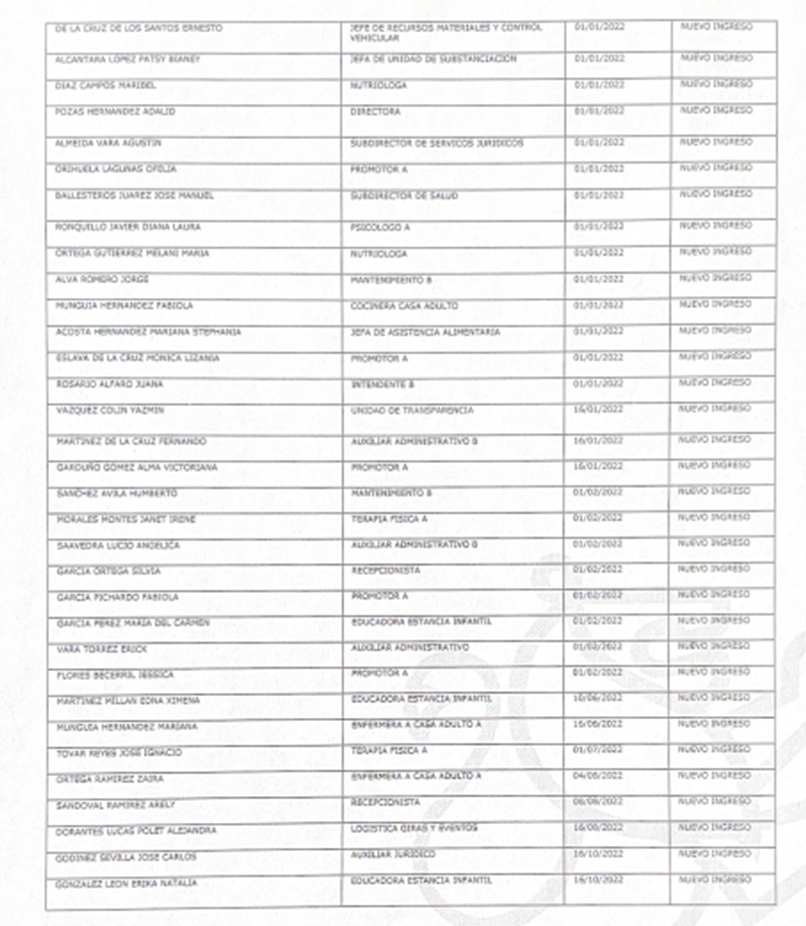 DE LA CRUZ DE LOS SANTOS ERNESTO JEFE DE RECURSOS MATERIALES Y CONTROL VEHICULAR 01/01/2022 NUEVO INGRESO
ALCANTARA LOPEZ PATSY BIANEY JEFA DE UNIDAD DE SUBSTANCIACION 01/01/2022 NUEVO INGRESO
DIAZ CAMPOS MARIBEL NUTRIOLOGA 01/01/2022 NUEVO INGRESO
POZAS HERNANDEZ ADALID DIRECTORA 01/01/2022 NUEVO INGRESO
ALMEIDA VARA AGUSTIN SUBDIRECTOR DE SERVICOS JURIDICOS 01/01/2022 NUEVO INGRESO
ORIHUELA LAGUNAS OFELIA PROMOTOR A 01/01/2022 NUEVO INGRESO
BALLESTEROS JUAREZ JOSE MANUEL SUBDIRECTOR DE SALUD 01/01/2022 NUEVO INGRESO
RONQUILLO JAVIER DIANA LAURA PSICOLOGO A 01/01/2022 NUEVO INGRESO
ORTEGA GUTIERREZ MELANI MARIA NUTRIOLOGA 01/01/2022 NUEVO INGRESO
ALVA ROMERO JORGE MANTENIMIENTO B 01/01/2022 NUEVO INGRESO
MUNGUIA HERNANDEZ FABIOLA COCINERA CASA ADULTO 01/01/2022 NUEVO INGRESO
ACOSTA HERNANDEZ MARIANA STEPHANIA JEFA DE ASISTENCIA ALIMENTARIA 01/01/2022 NUEVO INGRESO
ESLAVA DE LA CRUZ MONICA LIZANIA PROMOTOR A 01/01/2022 NUEVO INGRESO
ROSARIO ALFARO JUANA INTENDENTE B 01/01/2022 NUEVO INGRESO
VAZQUEZ COLIN YAZMIN UNIDAD DE TRANSPARENCIA 16/01/2022 NUEVO INGRESO
MARTINEZ DE LA CRUZ FERNANDO AUXILIAR ADMINISTRATIVO B 16/01/2022 NUEVO INGRESO
GARDUÑO GÓMEZ ALMA VICTORIANA PROMOTOR A 16/01/2022 NUEVO INGRESO
SANCHEZ AVILA HUMBERTO MANTENIMIENTO B 01/02/2022 NUEVO INGRESO
MORALES MONTES JANET IRENE TERAPIA FISICA A 01/02/2022 NUEVO INGRESO
SAAVEDRA LUCIO ANGELICA AUXILIAR ADMINISTRATIVO B 01/02/2022 NUEVO INGRESO
GARCIA ORTEGA SILVIA RECEPCIONISTA 01/02/2022 NUEVO INGRESO
GARCIA PICHARDO FABIOLA PROMOTOR A 01/02/2022 NUEVO INGRESO
GARCIA PEREZ MARIA DEL CARMEN EDUCADORA ESTANCIA INFANTIL 01/02/2022 NUEVO INGRESO
VARA TORREZ ERICK AUXILIAR ADMINISTRATIVO 01/02/2022 NUEVO INGRESO
FLORES BECERRIL JESSICA PROMOTOR A 01/02/2022 NUEVO INGRESO
MARTINEZ MILLAN EDNA XIMENA EDUCADORA ESTANCIA INFANTIL 16/06/2022 NUEVO INGRESO
MUNGUIA HERNANDEZ MARIANA ENFERMERA A CASA ADULTO A 16/06/2022 NUEVO INGRESO
TOVAR REYES JOSE IGNACIO TERAPIA FISICA A 01/07/2022 NUEVO INGRESO
ORTEGA RAMIREZ ZAIRA ENFERMERA A CASA ADULTO A NUEVO INGRESO
SANDOVAL RAMIREZ ARELY RECEPCIONISTA NUEVO INGRESO
DORANTES LUCAS POLET ALEJANDRA LOGISTICA GIRAS Y EVENTOS NUEVO INGRESO
GODINEZ SEVILLA JOSE CARLOS AUXILIAR JURIDICO 16/10/2022 NUEVO INGRESO
GONZALEZ LEON ERIKA NATALIA EDUCADORA ESTANCIA INFANTIL 16/10/2022 NUEVO INGRESO